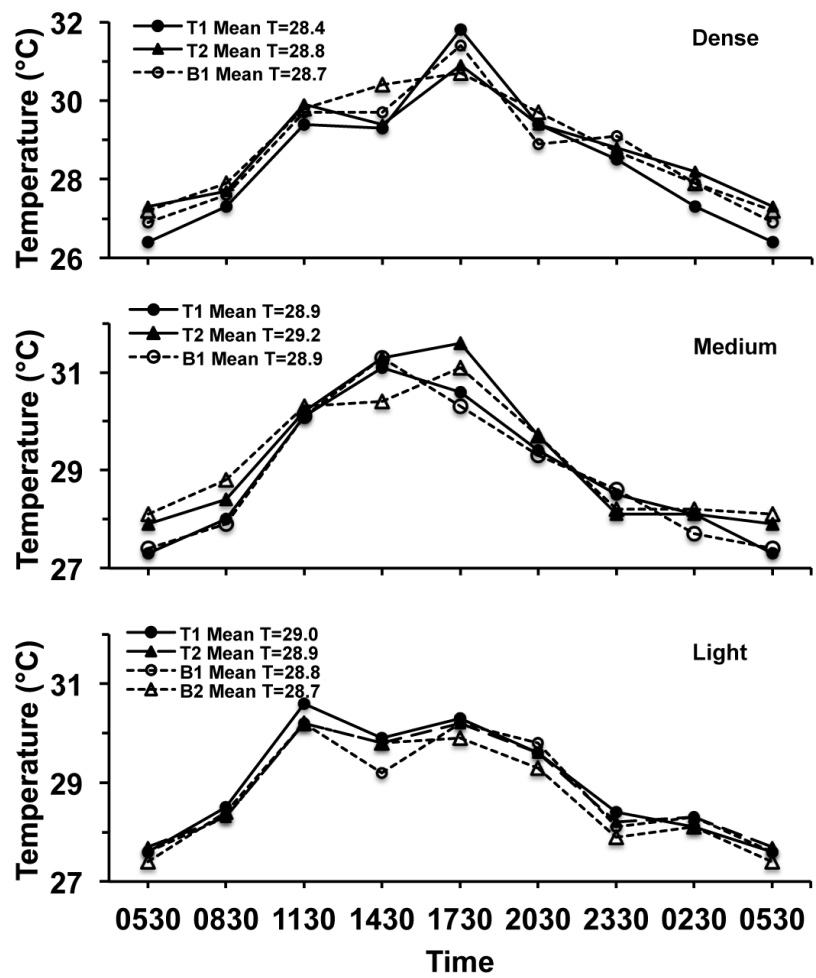 32
30
28
26
Temperature (°C)
T1 Mean T=28.4
T2 Mean T=28.8
B1 Mean T=28.7
Dense
31
29
27
Temperature (°C)
T1 Mean T=28.9
T2 Mean T=29.2
B1 Mean T=28.9
Medium
31
29
27
Temperature (°C)
T1 Mean T=29.0
T2 Mean T=28.9
B1 Mean T=28.8
B2 Mean T=28.7
Light
0530 0830 1130 1430 1730 2030 2330 0230 0530
Time